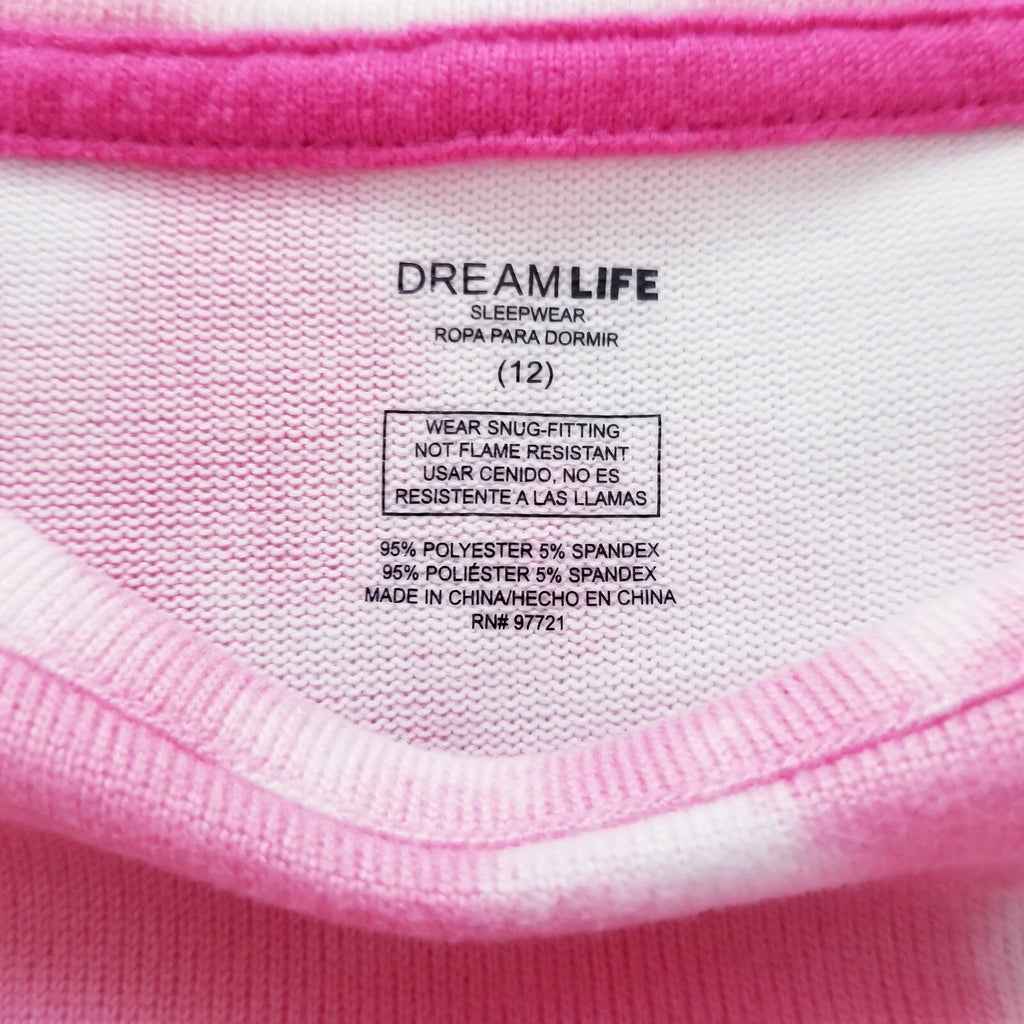 DREAMLIFE
SLEEPWEAR
ROPA PARA DORMIR
(12)
WEAR SNUG-FITTING
NOT FLAME RESISTANT
USAR CENIDO, NO ES
RESISTENTE A LAS LLAMAS
95% POLYESTER 5% SPANDEX
95% POLIÉSTER 5% SPANDEX
MADE IN CHINA/HECHO EN CHINA
RN# 97721